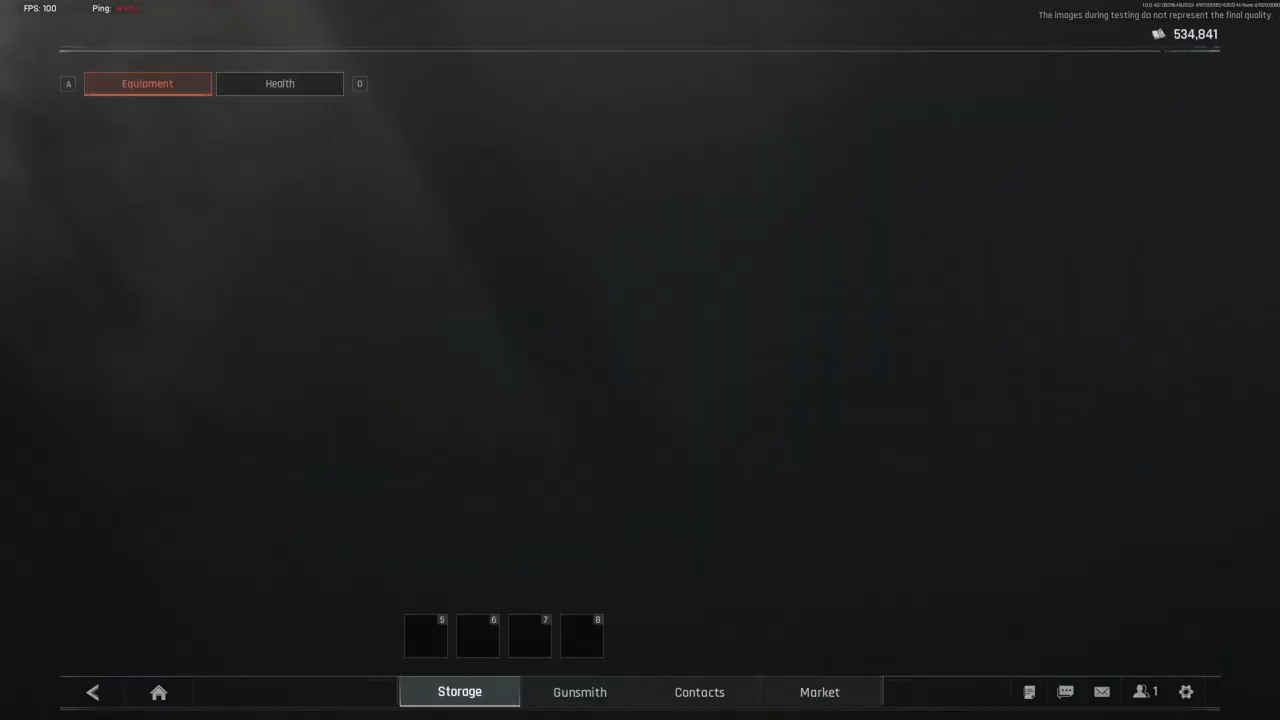 FPS: 100 Ping:
The images during testing do not represent the final quality.
534,841
A Equipment Health D
5 6 7 8
Storage Gunsmith Contacts Market 1